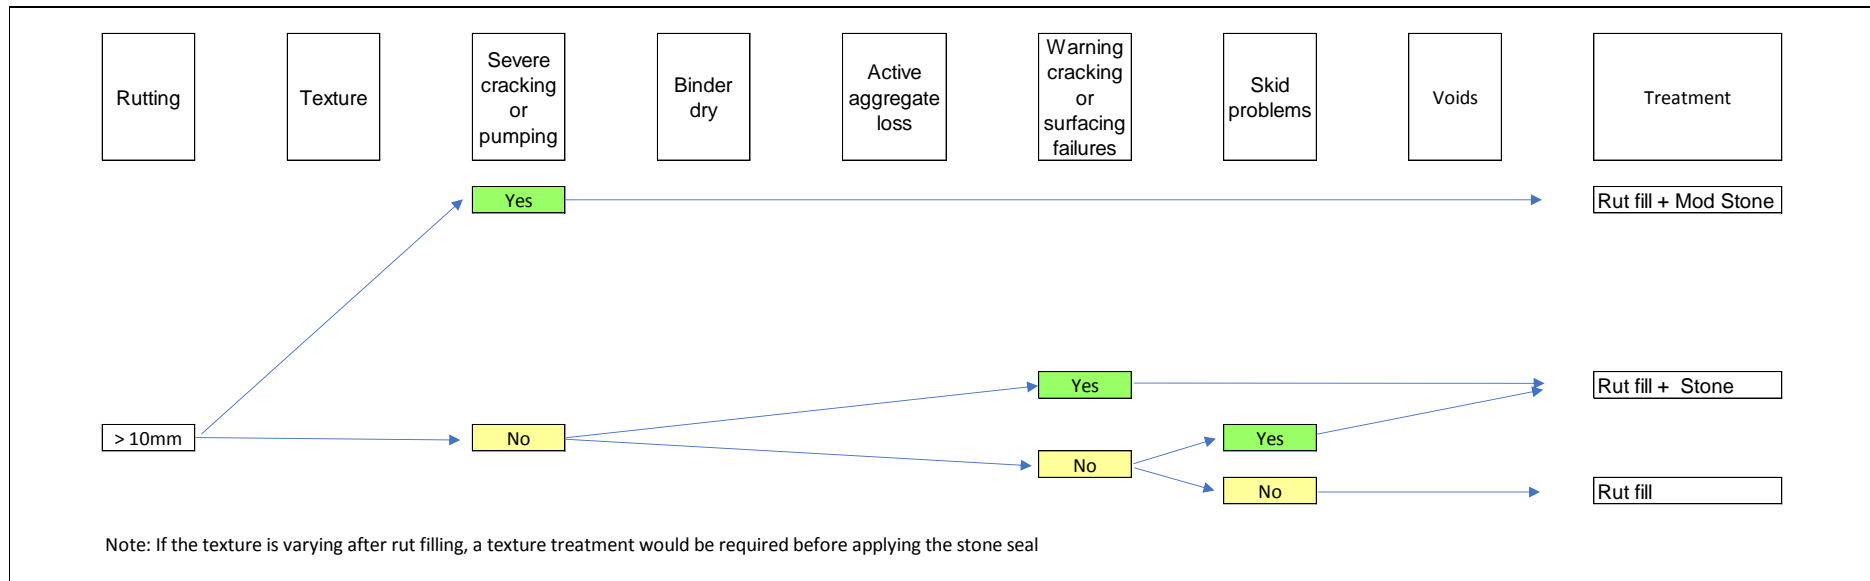 Rutting
Texture
Severe
cracking
or
pumping
Binder
dry
Active
aggregate
loss
Warning
cracking
or
surfacing
failures
Skid
problems
Voids
Treatment
Yes
Rut fill + Mod Stone
Yes
Rut fill +  Stone
> 10mm
No
Yes
No
No
Rut fill
Note: If the texture is varying after rut filling, a texture treatment would be required before applying the stone seal